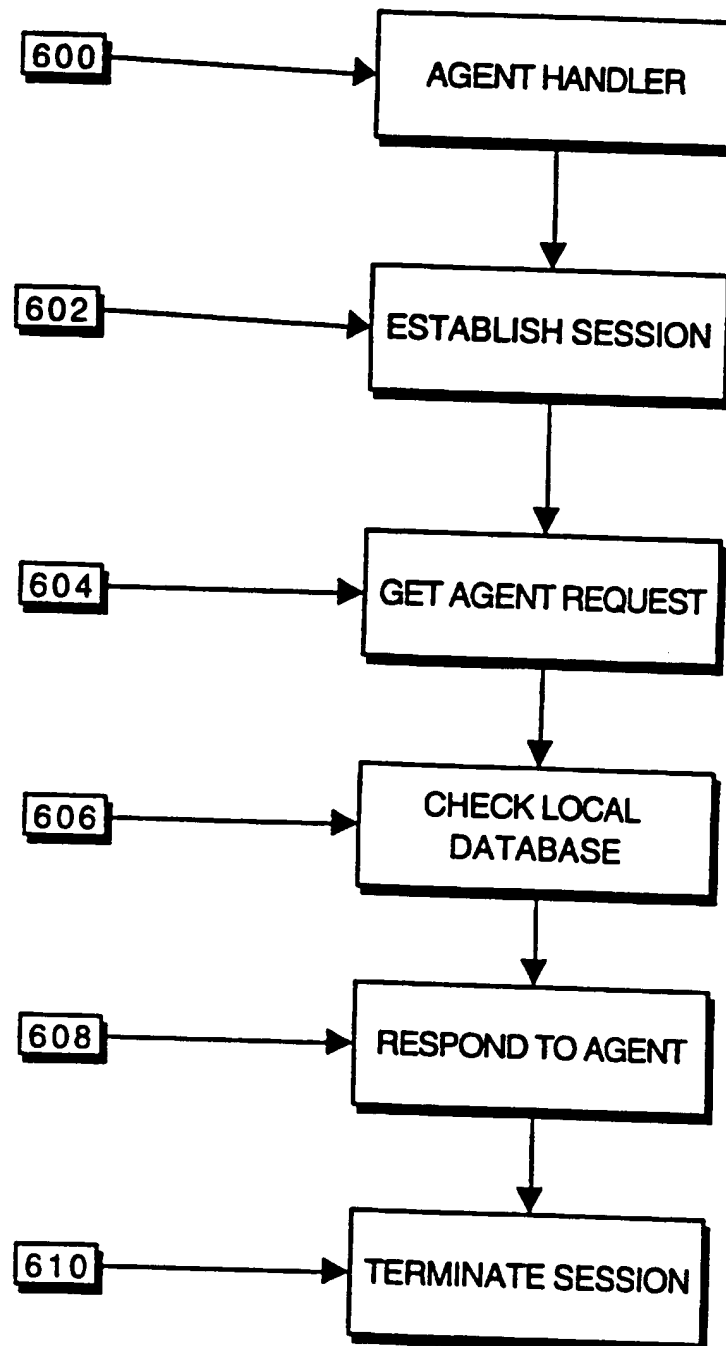 600
AGENT HANDLER
602
ESTABLISH SESSION
604
GET AGENT REQUEST
606
CHECK LOCAL
DATABASE
608
RESPOND TO AGENT
610
TERMINATE SESSION